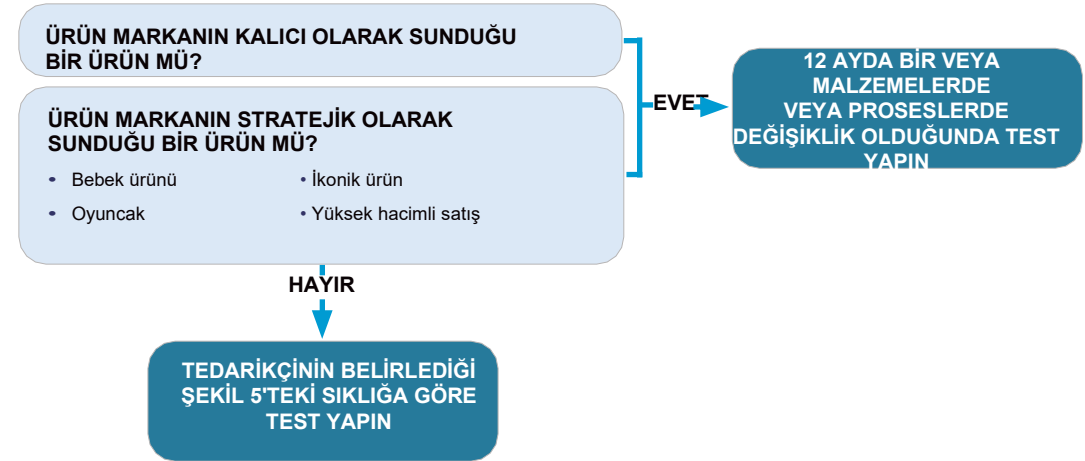 ÜRÜN MARKANIN KALICI OLARAK SUNDUĞU
BİR ÜRÜN MÜ?
ÜRÜN MARKANIN STRATEJİK OLARAK
SUNDUĞU BİR ÜRÜN MÜ?
• Bebek ürünü
• İkonik ürün
• Oyuncak
• Yüksek hacimli satış
EVET
12 AYDA BİR VEYA
MALZEMELERDE
VEYA PROSESLERDE
DEĞİŞİKLİK OLDUĞUNDA TEST
YAPIN
HAYIR
TEDARİKÇİNİN BELİRLEDİĞİ
ŞEKİL 5'TEKİ SIKLIĞA GÖRE
TEST YAPIN